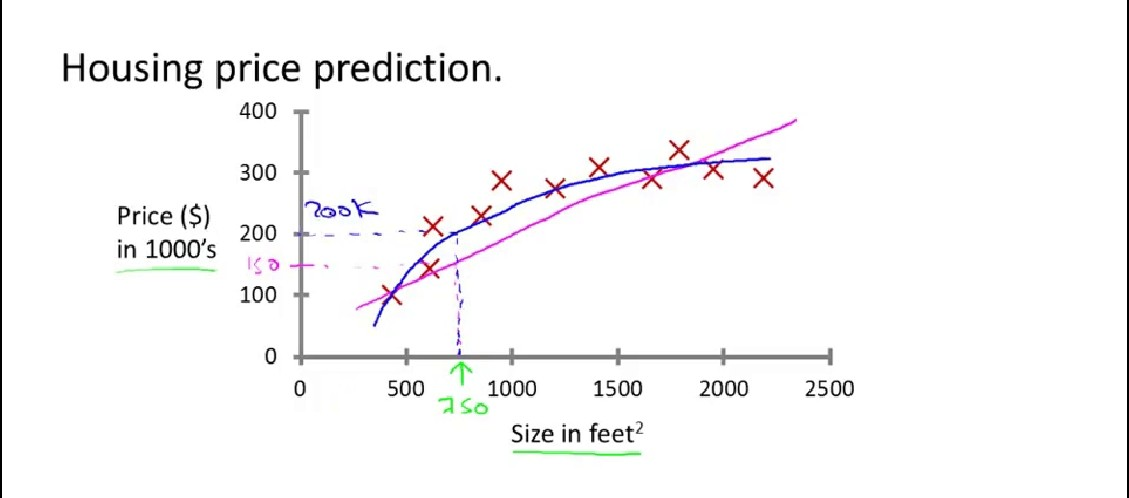 Housing price prediction.
400
300
200
100
0
Price ($)
in 1000's
200K
150
0 500 1000 1500 2000 2500
750
Size in feet²